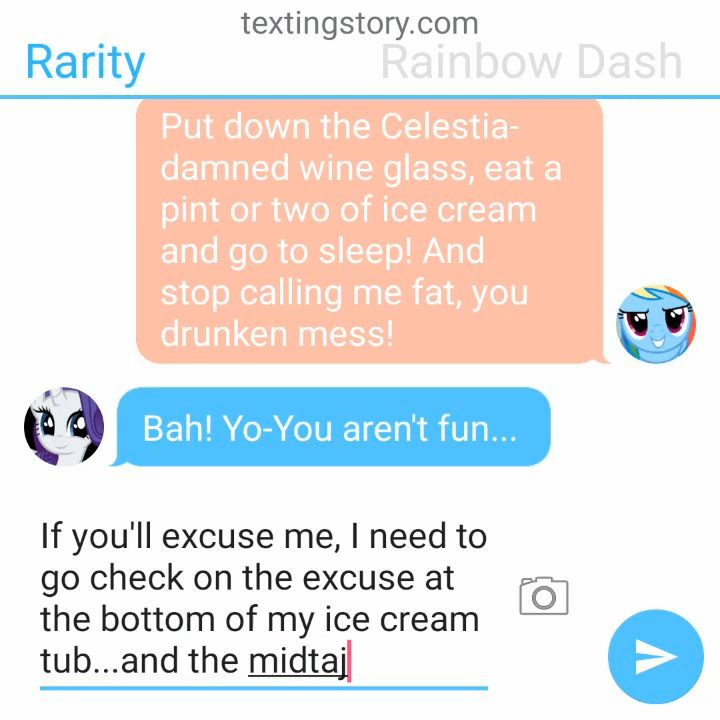 textingstory.com
Rarity
Rainbow Dash
Put down the Celestia-
damned wine glass, eat a
pint or two of ice cream
and go to sleep! And
stop calling me fat, you
drunken mess!
Bah! Yo-You aren't fun...
If you'll excuse me, I need to
go check on the excuse at
the bottom of my ice cream
tub...and the midtaj